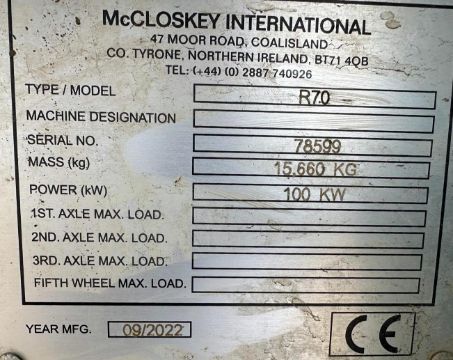 McCLOSKEY INTERNATIONAL
47 MOOR ROAD, COALISLAND
CO. TYRONE, NORTHERN IRELAND, BT71 4QB
TEL: (+44) (0) 2887 740926
TYPE / MODEL R70
MACHINE DESIGNATION
SERIAL NO. 78599
MASS (kg) 15.660 KG
POWER (kW) 100 KW
1ST. AXLE MAX. LOAD.
2ND. AXLE MAX. LOAD.
3RD. AXLE MAX. LOAD.
FIFTH WHEEL MAX. LOAD.
YEAR MFG. 09/2022 CE